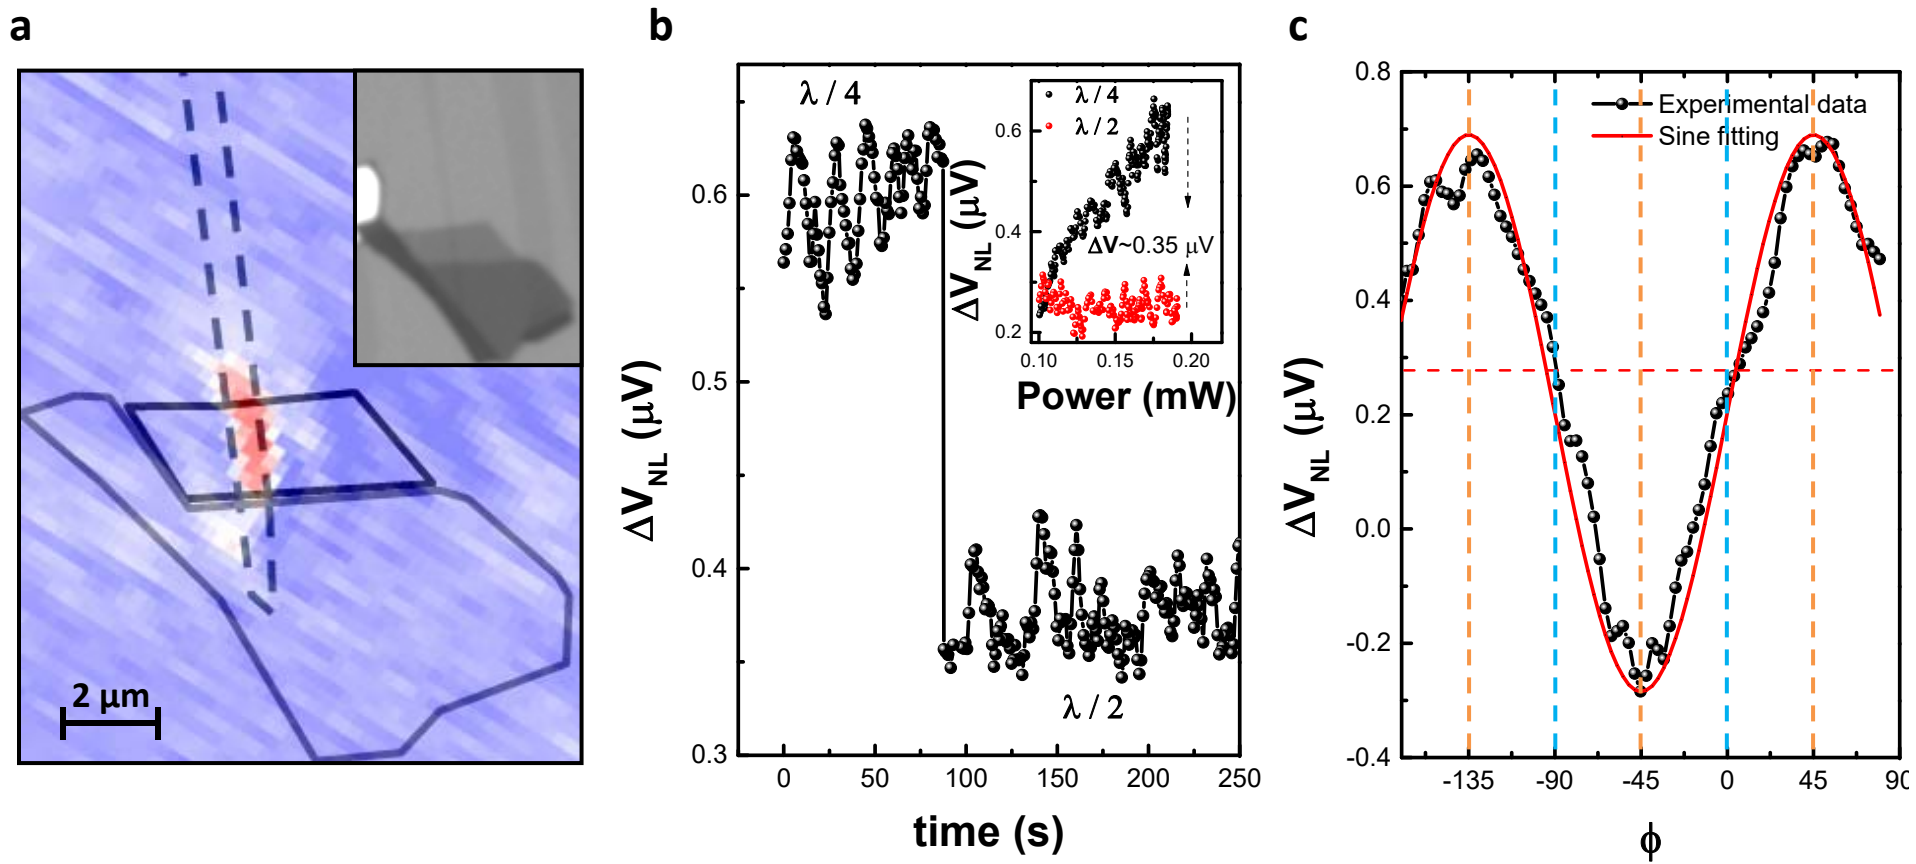 a
2 µm
b
λ / 4
λ / 2
ΔV_NL (µV)
0.6
0.5
0.4
0.3
0 50 100 150 200 250
time (s)
λ / 4
λ / 2
ΔV_NL (µV)
0.6
0.4
0.2
ΔV~0.35 µV
0.10 0.15 0.20
Power (mW)
c
Experimental data
Sine fitting
ΔV_NL (µV)
0.8
0.6
0.4
0.2
0.0
-0.2
-0.4
-135 -90 -45 0 45 90
ϕ